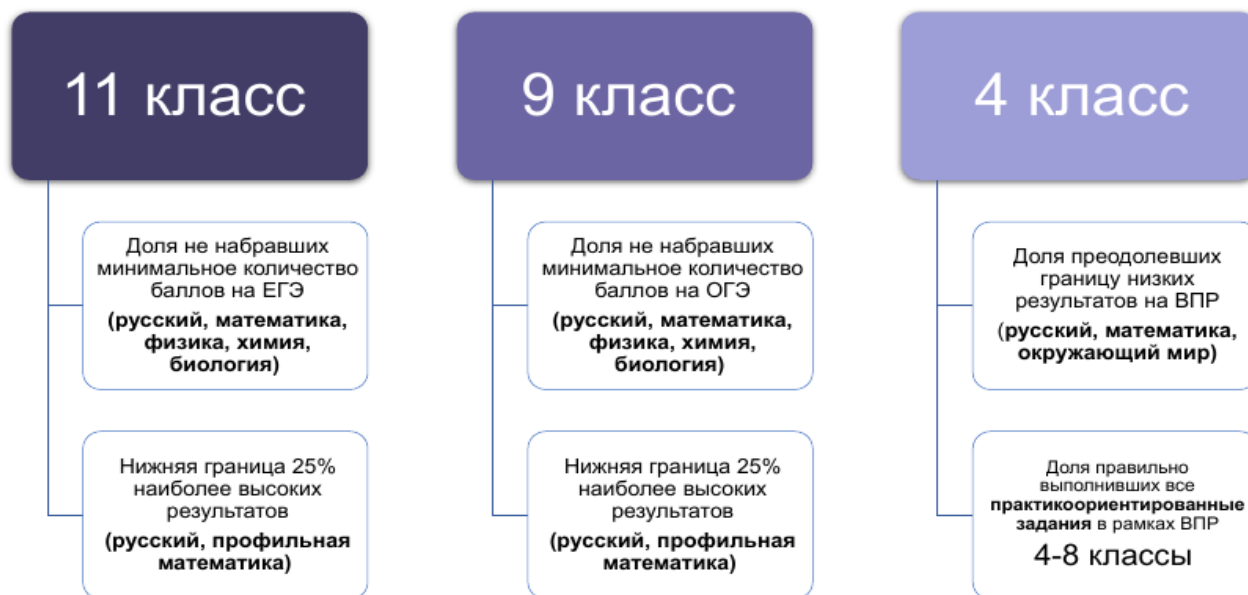 11 класс
Доля не набравших
минимальное количество
баллов на ЕГЭ
(русский, математика,
физика, химия,
биология)
Нижняя граница 25%
наиболее высоких
результатов
(русский, профильная
математика)
9 класс
Доля не набравших
минимальное количество
баллов на ОГЭ
(русский, математика,
физика, химия,
биология)
Нижняя граница 25%
наиболее высоких
результатов
(русский, профильная
математика)
4 класс
Доля преодолевших
границу низких
результатов на ВПР
(русский, математика,
окружающий мир)
Доля правильно
выполнивших все
практикоориентированные
задания в рамках ВПР
4-8 классы